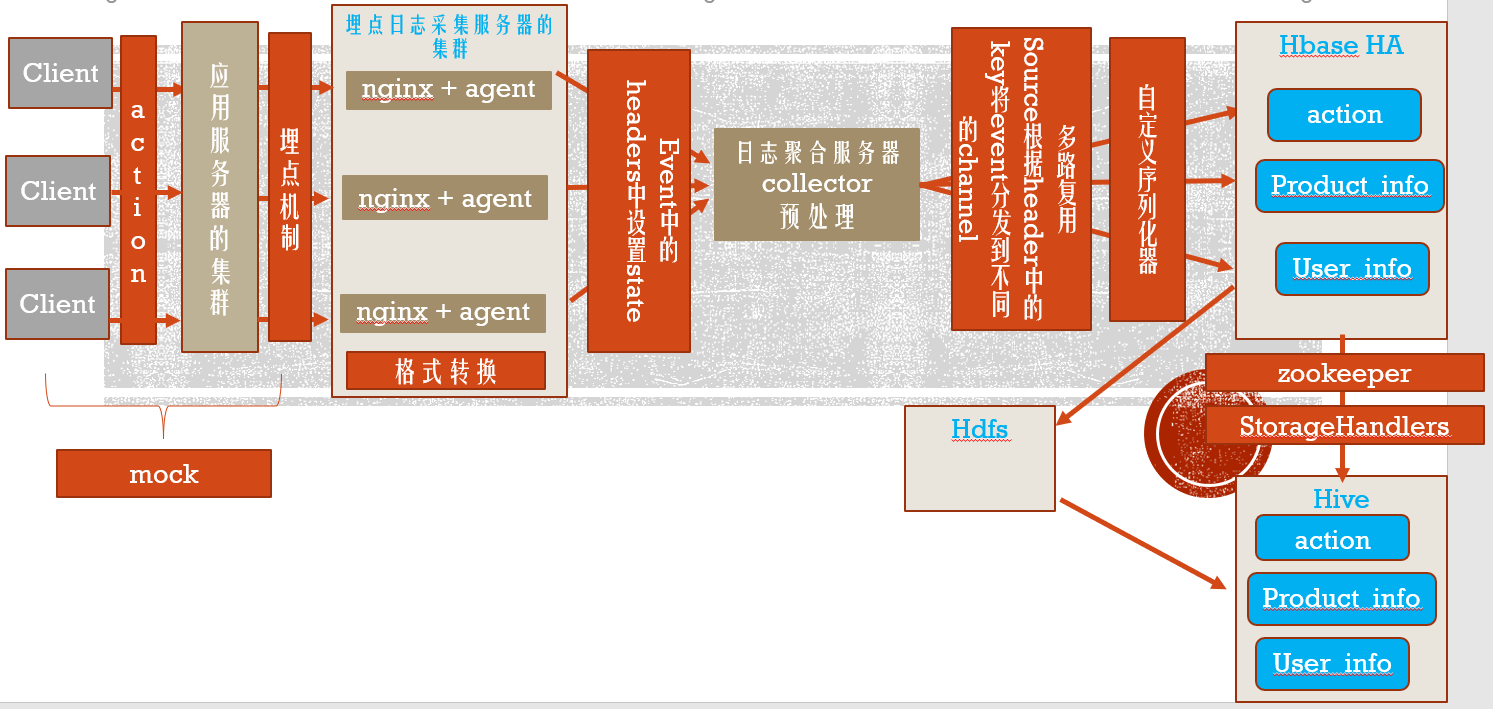 Client
Client
Client
action
应用服务器的集群
埋点机制
mock
埋点日志采集服务器的
集群
nginx + agent
nginx + agent
nginx + agent
格式转换
Event中的
headers中设置state
日志聚合服务器
collector
预处理
多路复用
Source根据header中的
key将event分发到不同
的channel
自定义序列化器
Hbase HA
action
Product_info
User_info
zookeeper
StorageHandlers
Hdfs
Hive
action
Product_info
User_info